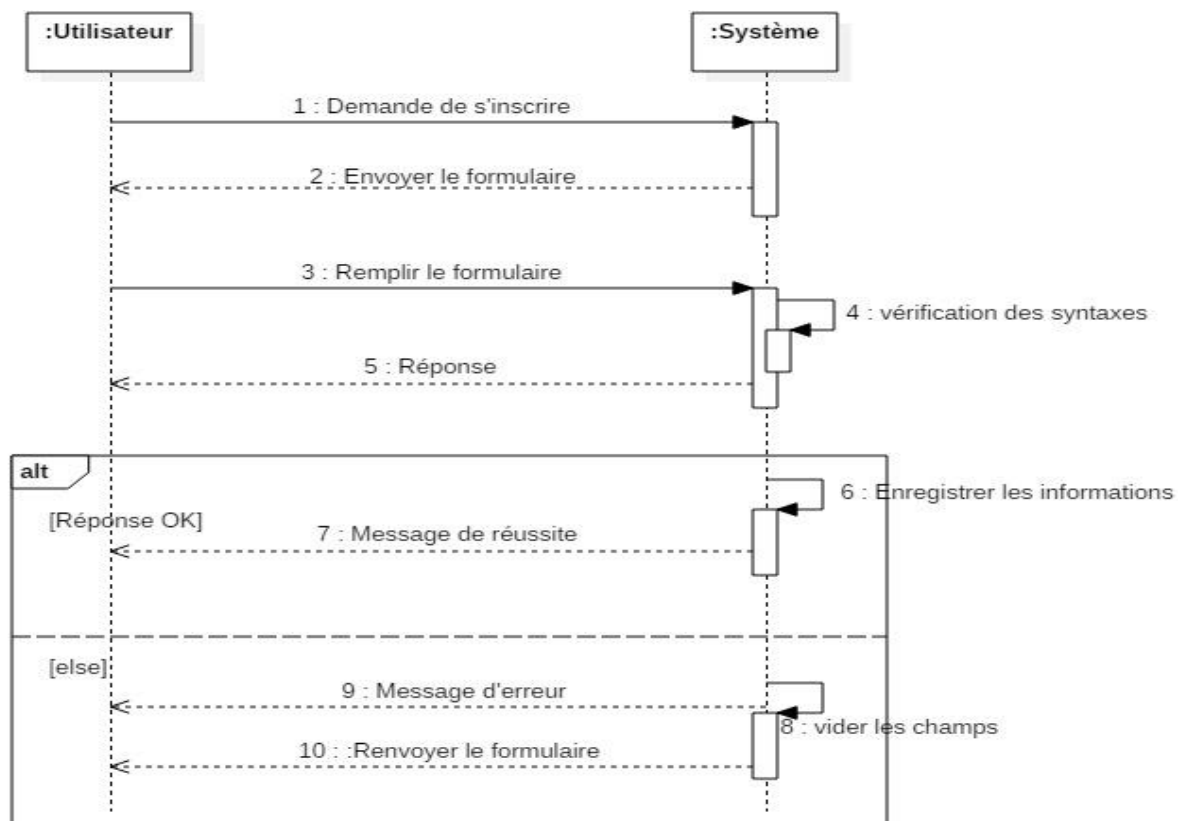 :Utilisateur
:Système
1 : Demande de s'inscrire
2 : Envoyer le formulaire
3 : Remplir le formulaire
4 : vérification des syntaxes
5 : Réponse
alt
6 : Enregistrer les informations
[Réponse OK]
7 : Message de réussite
[else]
9 : Message d'erreur
8 : vider les champs
10 : :Renvoyer le formulaire